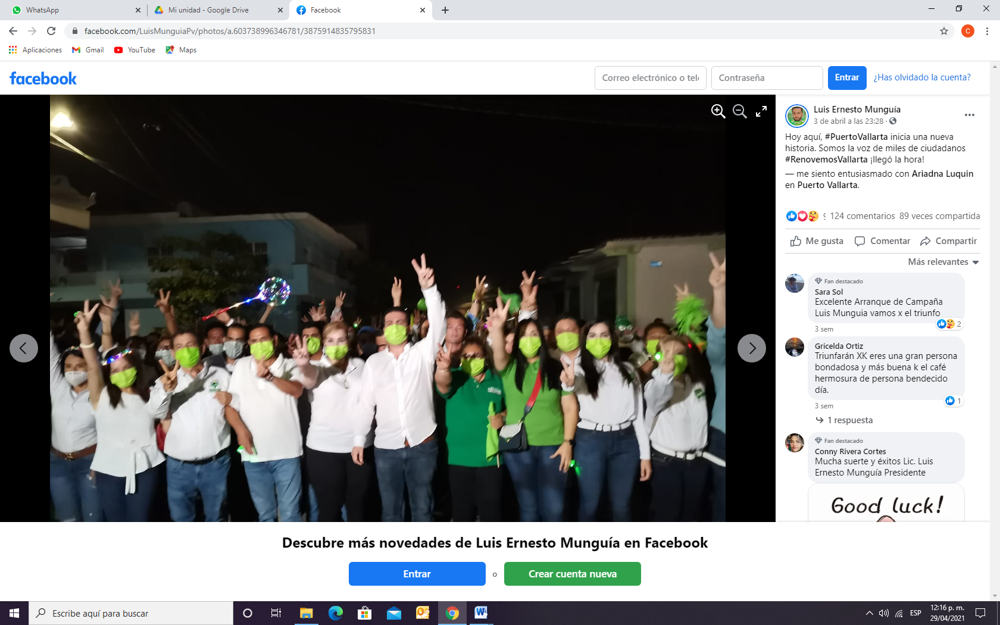 WhatsApp
Mi unidad - Google Drive
Facebook
facebook.com/LuisMunguiaPv/photos/a.603738996346781/3875914835795831
C
Aplicaciones
Gmail
YouTube
Maps
facebook
Correo electrónico o tel
Contraseña
Entrar
¿Has olvidado la cuenta?
Luis Ernesto Munguía
3 de abril a las 23:28 ·
Hoy aquí, #PuertoVallarta inicia una nueva
historia. Somos la voz de miles de ciudadanos
#RenovemosVallarta ¡llegó la hora!
— me siento entusiasmado con Ariadna Luquin
en Puerto Vallarta.
124 comentarios 89 veces compartida
Me gusta
Comentar
Compartir
Más relevantes
Fan destacado
Sara Sol
Excelente Arranque de Campaña
Luis Munguia vamos x el triunfo
2
3 sem
Gricelda Ortiz
Triunfarán XK eres una gran persona
bondadosa y más buena k el café
hermosura de persona bendecido
día.
1
3 sem
1 respuesta
Fan destacado
Conny Rivera Cortes
Mucha suerte y éxitos Lic. Luis
Ernesto Munguía Presidente
Good luck!
Descubre más novedades de Luis Ernesto Munguía en Facebook
Entrar
o
Crear cuenta nueva
Escribe aquí para buscar
ESP
12:16 p. m.
29/04/2021